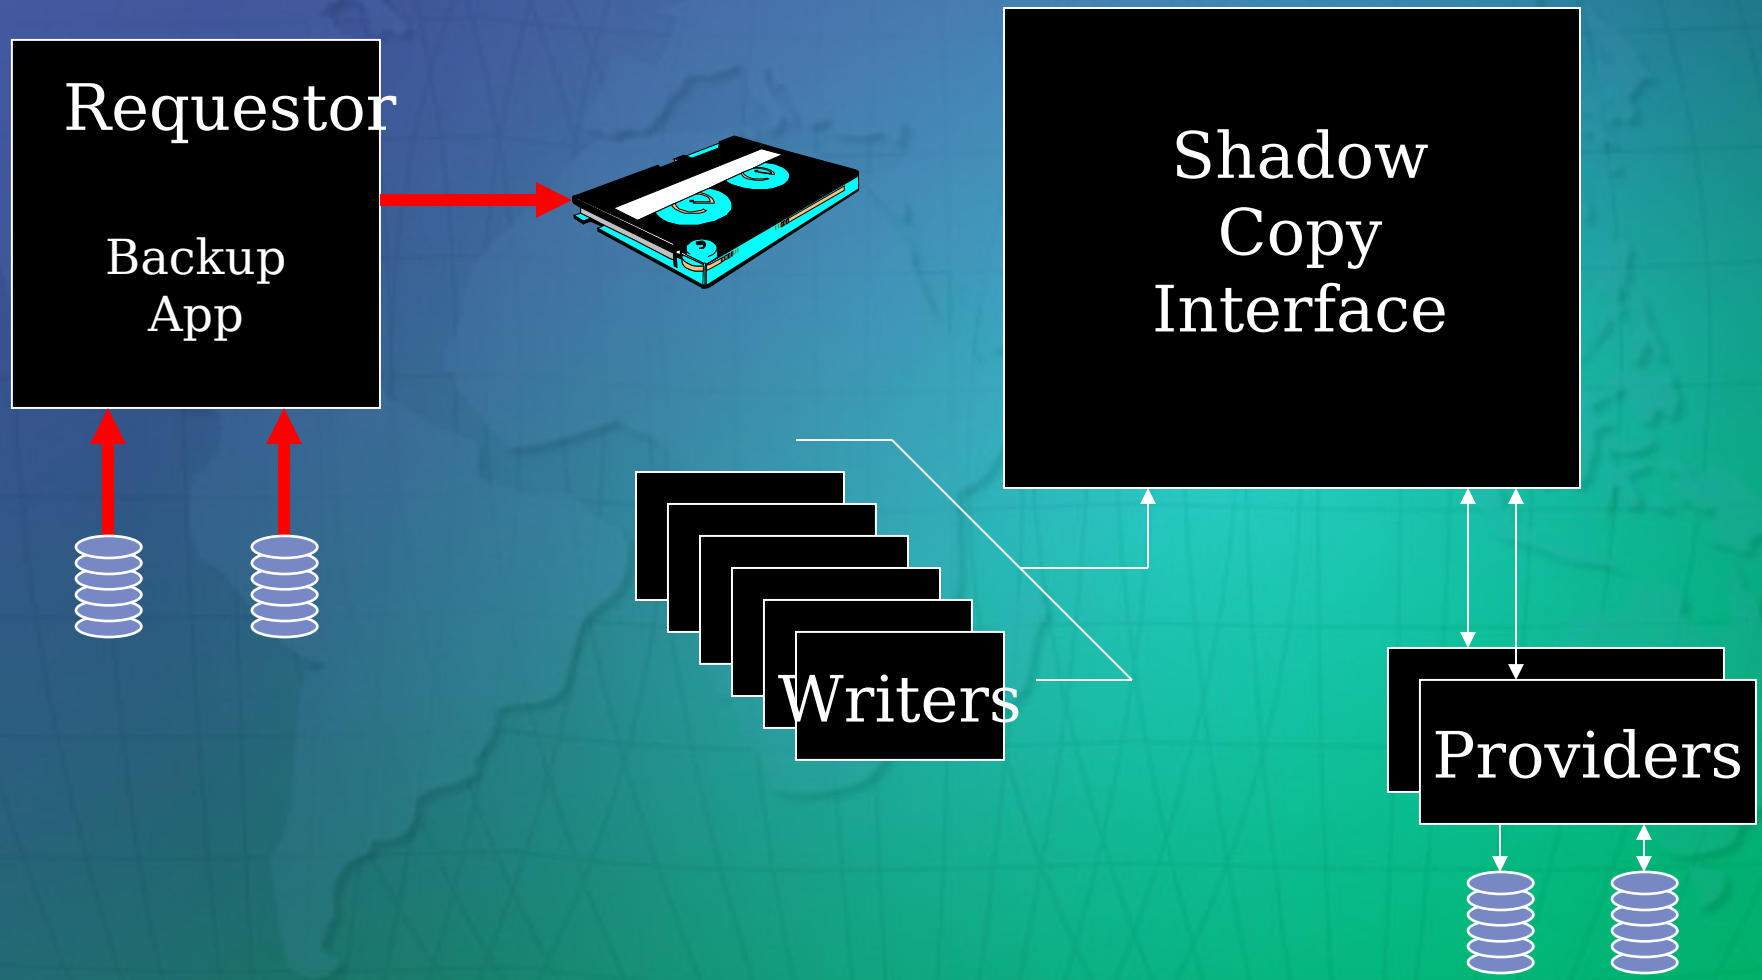 Requestor
Backup
App
Shadow
Copy
Interface
Writers
Providers